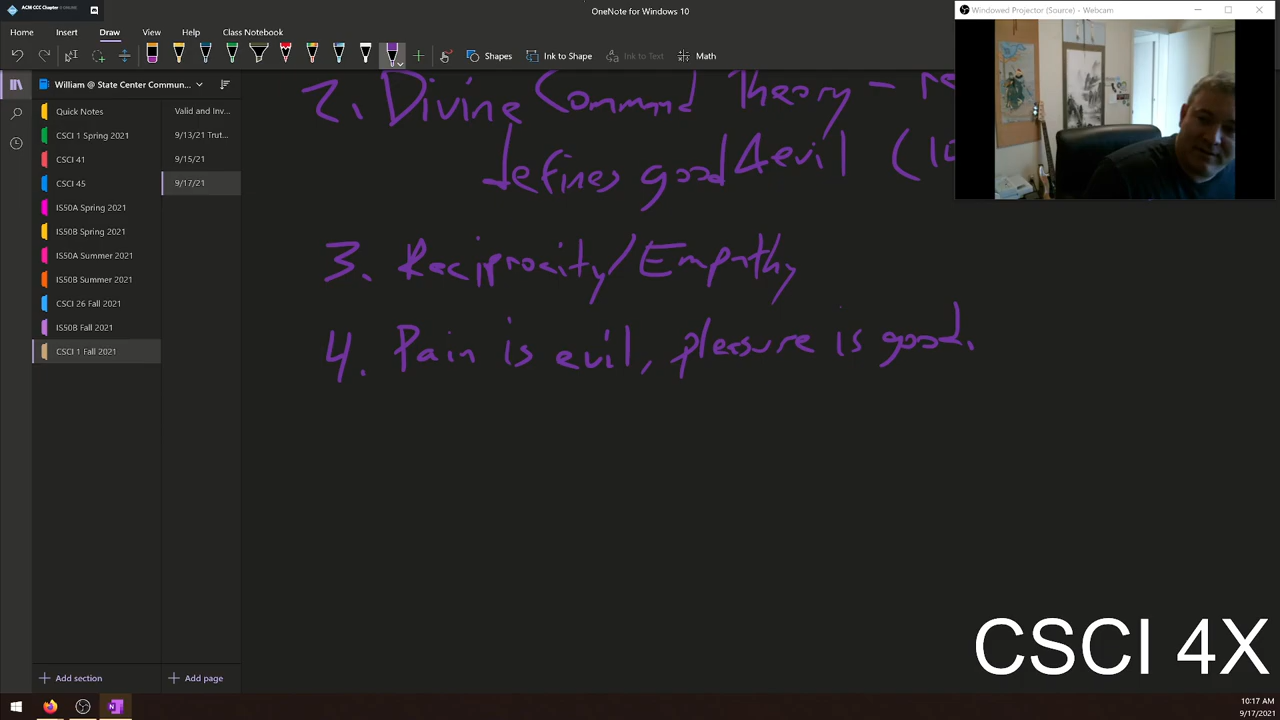 ACM CCC Chapter
OneNote for Windows 10
Windowed Projector (Source) - Webcam
Home Insert Draw View Help Class Notebook
Shapes Ink to Shape Ink to Text Math
William @ State Center Commun...
Quick Notes
CSCI 1 Spring 2021
CSCI 41
CSCI 45
IS50A Spring 2021
IS50B Spring 2021
IS50A Summer 2021
IS50B Summer 2021
CSCI 26 Fall 2021
IS50B Fall 2021
CSCI 1 Fall 2021
Valid and Inv...
9/13/21 Trut...
9/15/21
9/17/21
2. Divine Command Theory - re
defines good & evil (10
3. Reciprocity/Empathy
4. Pain is evil, pleasure is good.
CSCI 4X
Add section
Add page
10:17 AM
9/17/2021